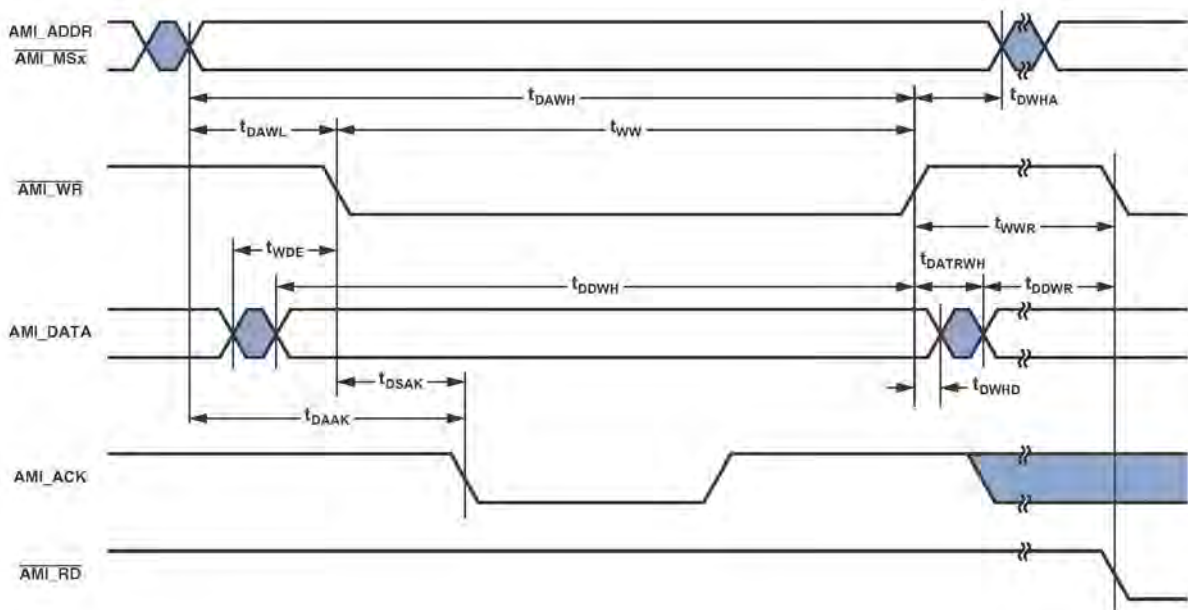 AMI_ADDR
AMI_MSx
tDAWH
tDWHA
tDAWL
tWW
AMI_WR
tWWR
tWDE
tDATRWH
tDDWH
tDDWR
AMI_DATA
tDSAK
tDWHD
tDAAK
AMI_ACK
AMI_RD